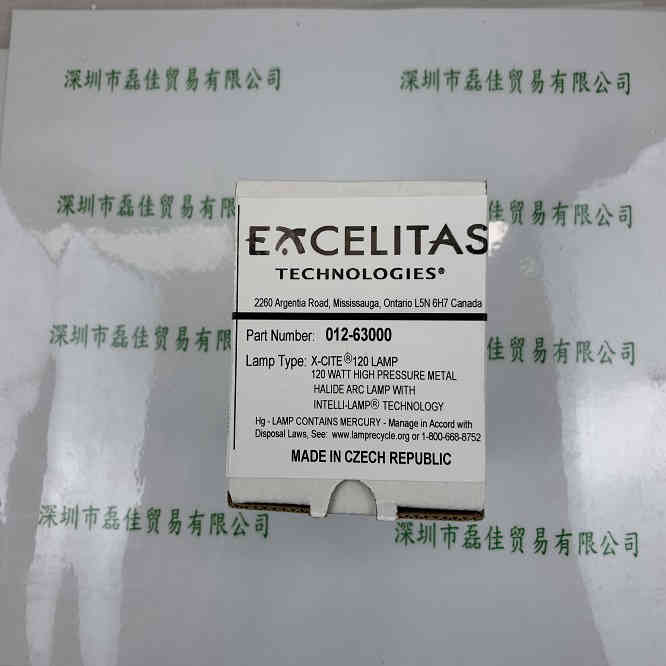 深圳市磊佳贸易有限公司 深圳市磊佳贸易有限公司
深圳市磊佳贸易有限 有限公司
EXCELITAS
TECHNOLOGIES®
2260 Argentia Road, Mississauga, Ontario L5N 6H7 Canada
深圳市磊佳贸易有限 有限公司
Part Number: 012-63000
Lamp Type: X-CITE® 120 LAMP
120 WATT HIGH PRESSURE METAL
HALIDE ARC LAMP WITH
INTELLI-LAMP® TECHNOLOGY
Hg - LAMP CONTAINS MERCURY - Manage in Accord with
Disposal Laws, See: www.lamprecycle.org or 1-800-668-8752
MADE IN CZECH REPUBLIC
深圳市磊佳贸易有限公司 深圳市磊佳贸易有限公司